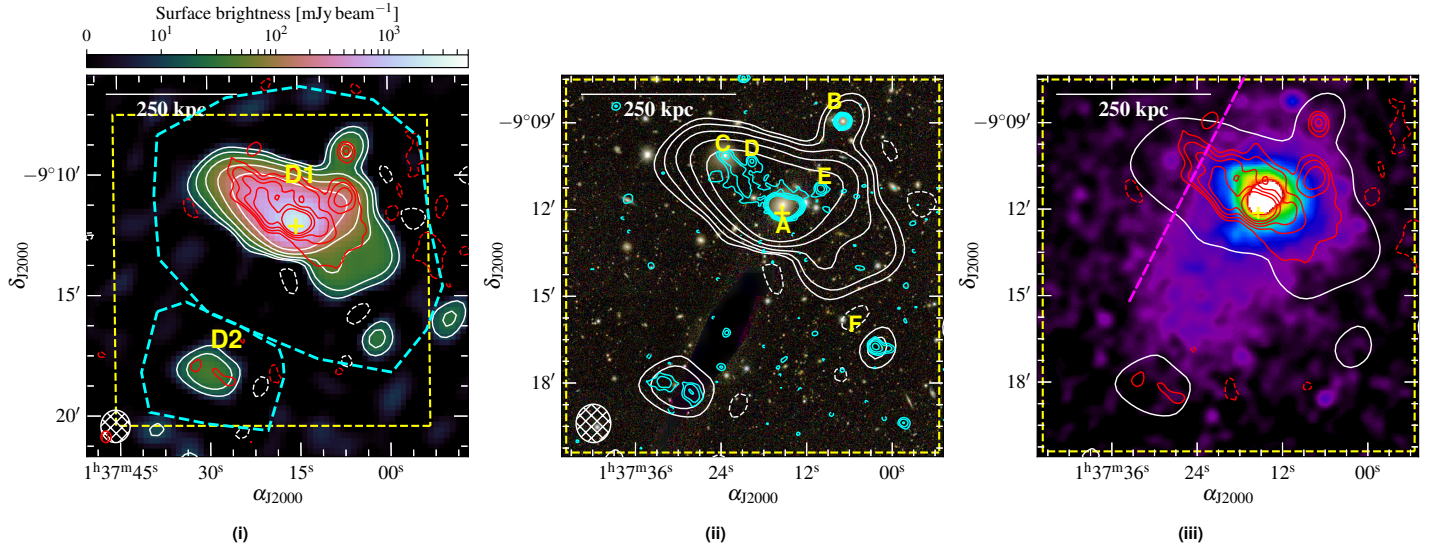 Surface brightness [mJy beam⁻¹]
0 10¹ 10² 10³
250 kpc
D1
D2
−9°10′
15′
20′
δJ2000
1ʰ37ᵐ45ˢ 30ˢ 15ˢ 00ˢ
αJ2000
(i)
250 kpc
B
C
D
E
A
F
−9°09′
12′
15′
18′
δJ2000
1ʰ37ᵐ36ˢ 24ˢ 12ˢ 00ˢ
αJ2000
(ii)
250 kpc
−9°09′
12′
15′
18′
δJ2000
1ʰ37ᵐ36ˢ 24ˢ 12ˢ 00ˢ
αJ2000
(iii)